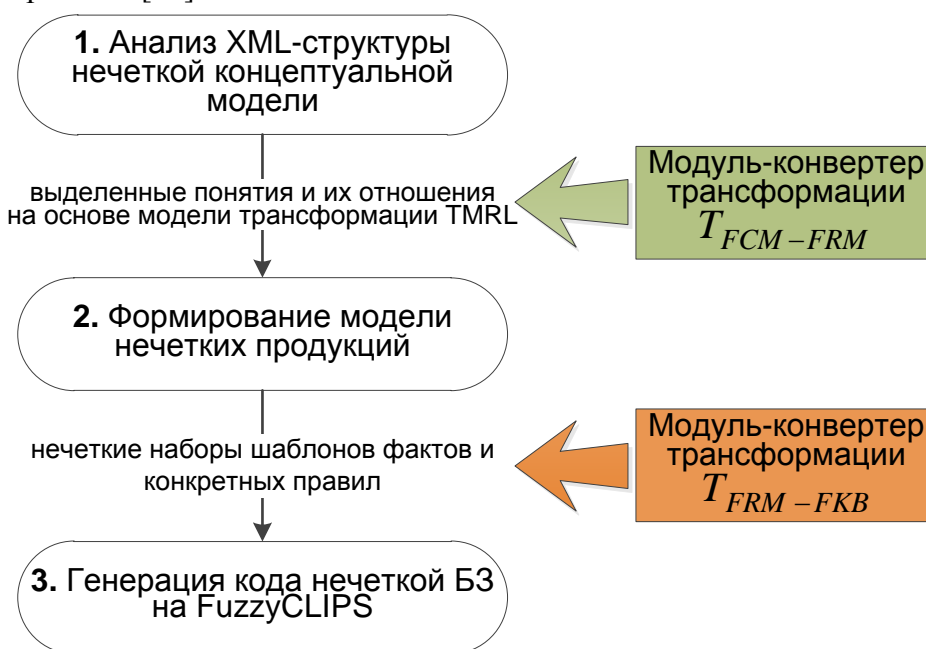 1. Анализ XML-структуры
нечеткой концептуальной
модели
выделенные понятия и их отношения
на основе модели трансформации TMRL
Модуль-конвертер
трансформации
T_{FCM – FRM}
2. Формирование модели
нечетких продукций
нечеткие наборы шаблонов фактов и
конкретных правил
Модуль-конвертер
трансформации
T_{FRM – FKB}
3. Генерация кода нечеткой БЗ
на FuzzyCLIPS